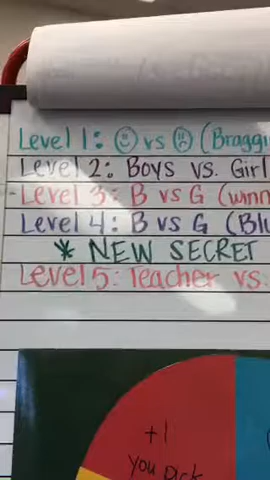 Level 1: ☺ vs ☹ (Braggi
Level 2: Boys vs. Girl
Level 3: B vs G (winn
Level 4: B vs G (Blu
* NEW SECRET
Level 5: Teacher vs.
+1
you pick